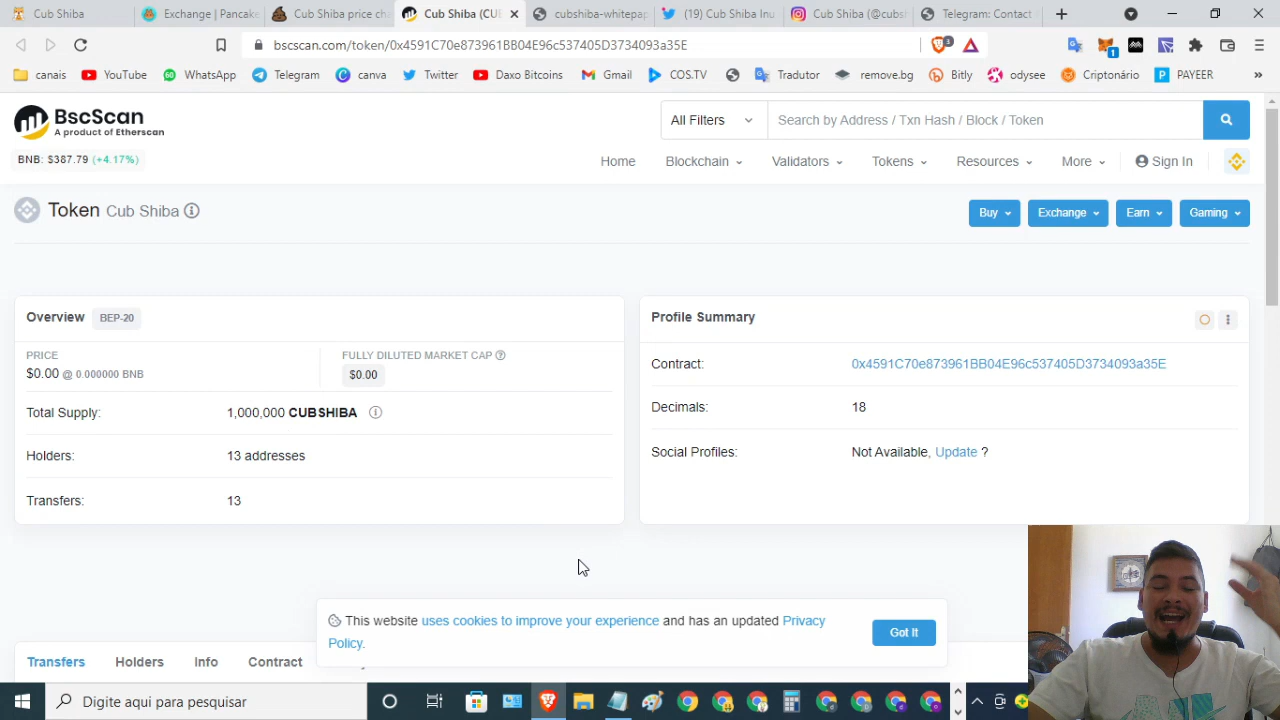 Cub Shiba
Exchange | Pancake
Cub Shiba price cha
Cub Shiba (CUB
cubshiba-whitepap
(19) Cub Shiba Inu
Cub Shiba (@cubsh
Telegram: Contact
bscscan.com/token/0x4591C70e873961BB04E96c537405D3734093a35E
3
1
canais
YouTube
WhatsApp
Telegram
canva
Twitter
Daxo Bitcoins
Gmail
COS.TV
Tradutor
remove.bg
Bitly
odysee
Criptonário
PAYEER
»
BscScan
A product of Etherscan
All Filters
Search by Address / Txn Hash / Block / Token
BNB: $387.79 (+4.17%)
Home
Blockchain
Validators
Tokens
Resources
More
Sign In
Token Cub Shiba
Buy
Exchange
Earn
Gaming
Overview BEP-20
PRICE
$0.00 @ 0.000000 BNB
FULLY DILUTED MARKET CAP
$0.00
Total Supply: 1,000,000 CUBSHIBA
Holders: 13 addresses
Transfers: 13
Profile Summary
Contract: 0x4591C70e873961BB04E96c537405D3734093a35E
Decimals: 18
Social Profiles: Not Available, Update ?
This website uses cookies to improve your experience and has an updated Privacy
Policy.
Got It
Transfers
Holders
Info
Contract
Digite aqui para pesquisar